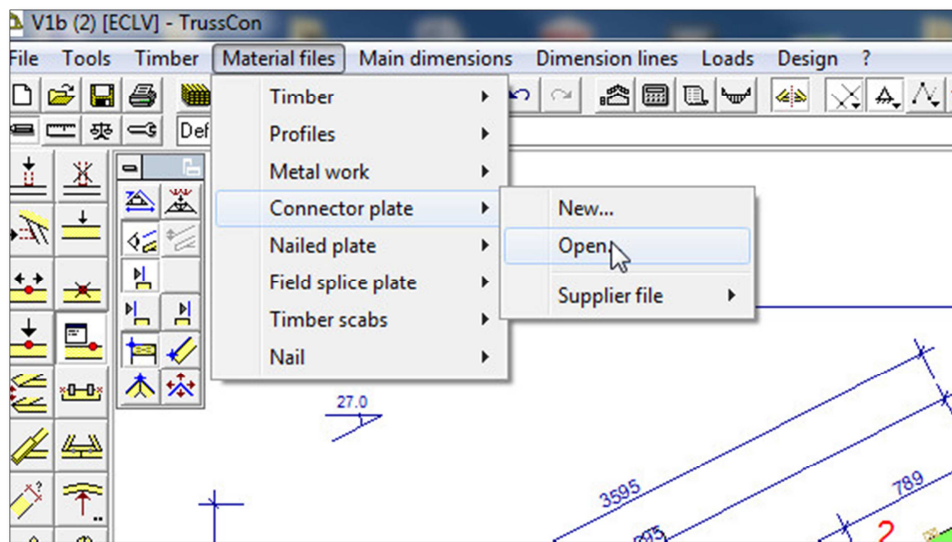 V1b (2) [ECLV] - TrussCon
File Tools Timber Material files Main dimensions Dimension lines Loads Design ?
Def
Timber
Profiles
Metal work
Connector plate
Nailed plate
Field splice plate
Timber scabs
Nail
New...
Open
Supplier file
27.0
3595
789
2